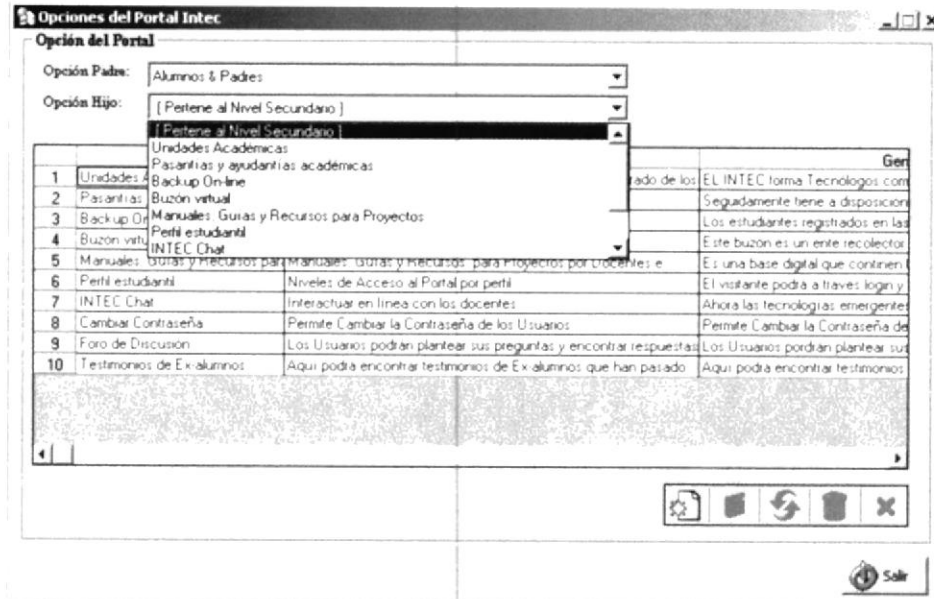 Opciones del Portal Intec
Opción del Portal
Opción Padre: Alumnos & Padres
Opción Hijo: [ Pertene al Nivel Secundario ]
[ Pertene al Nivel Secundario ]
Unidades Académicas
Pasantías y ayudantías académicas
Backup On-line
Buzón virtual
Manuales, Guías y Recursos para Proyectos
Perfil estudiantil
INTEC Chat
Gen
1 Unidades A rado de los EL INTEC forma Tecnólogos com
2 Pasantías Seguidamente tiene a disposición
3 Backup On Los estudiantes registrados en las
4 Buzón virtu Este buzón es un ente recolector
5 Manuales, Guías y Recursos par Manuales, Guías y Recursos para Proyectos por Docentes e Es una base digital que continen
6 Perfil estudiantil Niveles de Acceso al Portal por perfil El visitante podrá a través login y
7 INTEC Chat Interactuar en línea con los docentes Ahora las tecnologías emergentes
8 Cambiar Contraseña Permite Cambiar la Contraseña de los Usuarios Permite Cambiar la Contraseña de
9 Foro de Discusión Los Usuarios podrán plantear sus preguntas y encontrar respuestas Los Usuarios pordrán plantear sus
10 Testimonios de Ex-alumnos Aquí podrá encontrar testimonios de Ex-alumnos que han pasado Aquí podrá encontrar testimonios
Salir